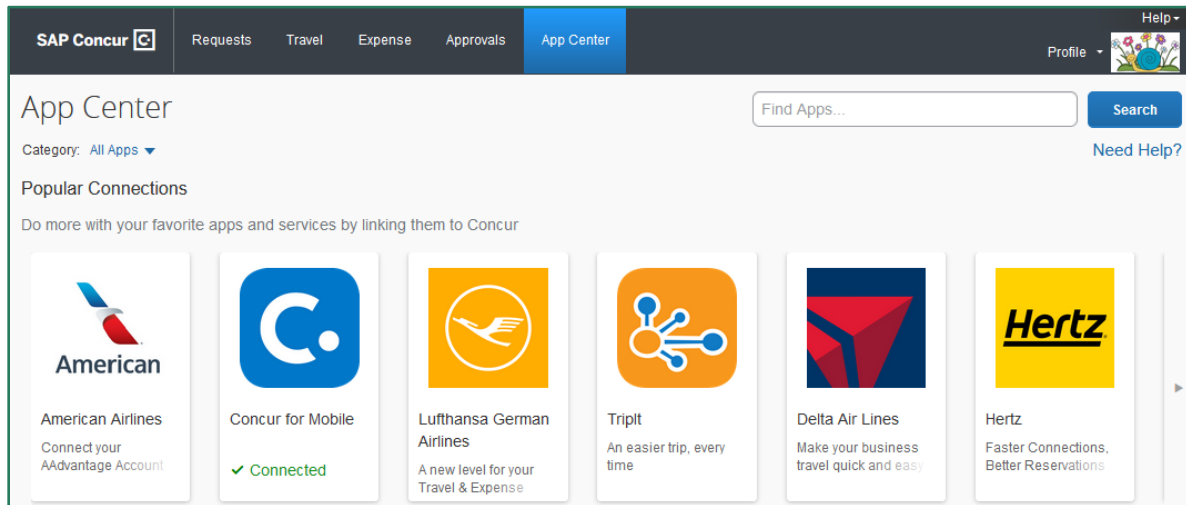 Help
SAP Concur C.
Requests
Travel
Expense
Approvals
App Center
Profile
App Center
Find Apps...
Search
Category: All Apps
Need Help?
Popular Connections
Do more with your favorite apps and services by linking them to Concur
American
American Airlines
Connect your
AAdvantage Account
C.
Concur for Mobile
Connected
Lufthansa German
Airlines
A new level for your
Travel & Expense
TripIt
An easier trip, every
time
Delta Air Lines
Make your business
travel quick and easy
Hertz.
Hertz
Faster Connections,
Better Reservations